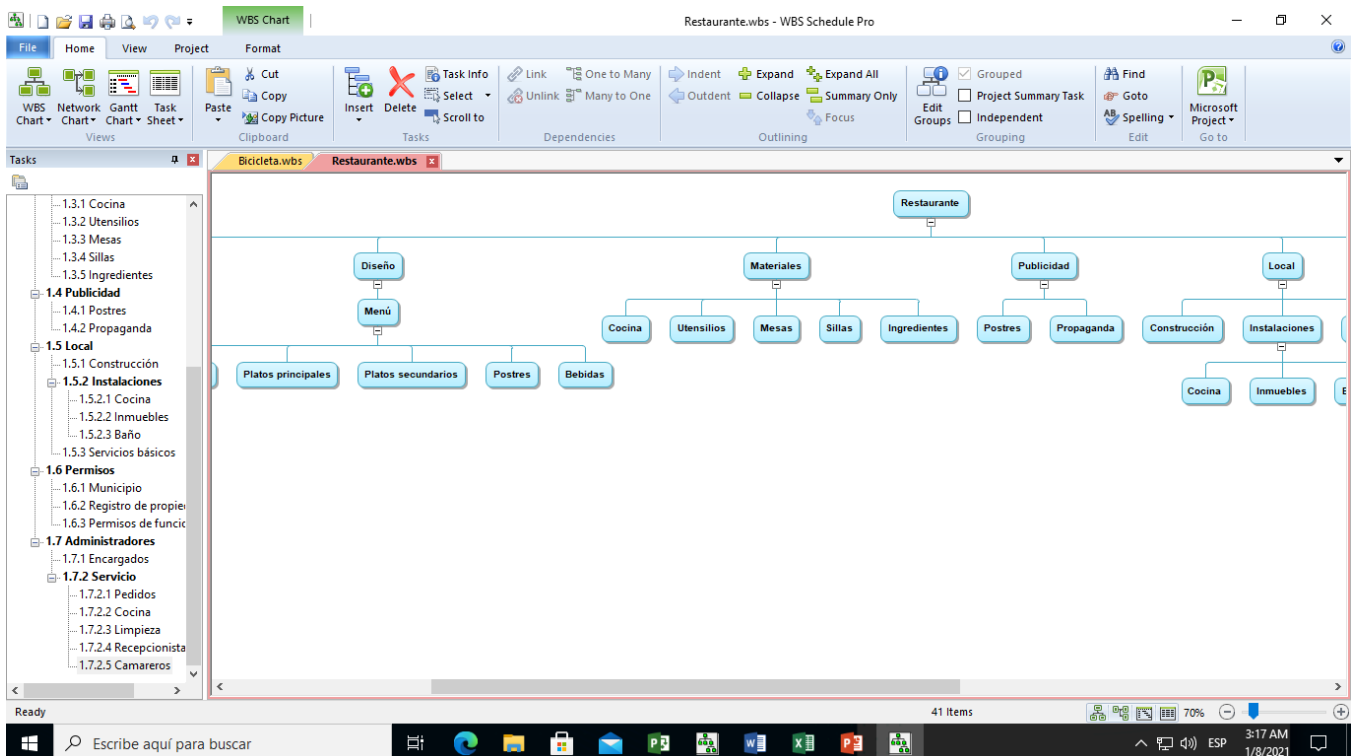 WBS Chart
Restaurante.wbs - WBS Schedule Pro
File Home View Project Format
WBS Chart
Network Chart
Gantt Chart
Task Sheet
Views
Paste
Cut
Copy
Copy Picture
Clipboard
Insert
Delete
Task Info
Select
Scroll to
Tasks
Link
Unlink
One to Many
Many to One
Dependencies
Indent
Outdent
Expand
Collapse
Expand All
Summary Only
Focus
Outlining
Edit Groups
Grouped
Project Summary Task
Independent
Grouping
Find
Goto
Spelling
Edit
Microsoft Project
Go to
Tasks
Bicicleta.wbs
Restaurante.wbs
1.3.1 Cocina
1.3.2 Utensilios
1.3.3 Mesas
1.3.4 Sillas
1.3.5 Ingredientes
1.4 Publicidad
1.4.1 Postres
1.4.2 Propaganda
1.5 Local
1.5.1 Construcción
1.5.2 Instalaciones
1.5.2.1 Cocina
1.5.2.2 Inmuebles
1.5.2.3 Baño
1.5.3 Servicios básicos
1.6 Permisos
1.6.1 Municipio
1.6.2 Registro de
1.6.3 Permisos de
1.7 Administradores
1.7.1 Encargados
1.7.2 Servicio
1.7.2.1 Pedidos
1.7.2.2 Cocina
1.7.2.3 Limpieza
1.7.2.4 Recepcionista
1.7.2.5 Camareros
Restaurante
Diseño Materiales Publicidad Local
Menú
Cocina Utensilios Mesas Sillas Ingredientes Postres Propaganda Construcción Instalaciones
Platos principales Platos secundarios Postres Bebidas
Cocina Inmuebles
Ready
41 Items
70%
Escribe aquí para buscar
ESP
3:17 AM
1/8/2021